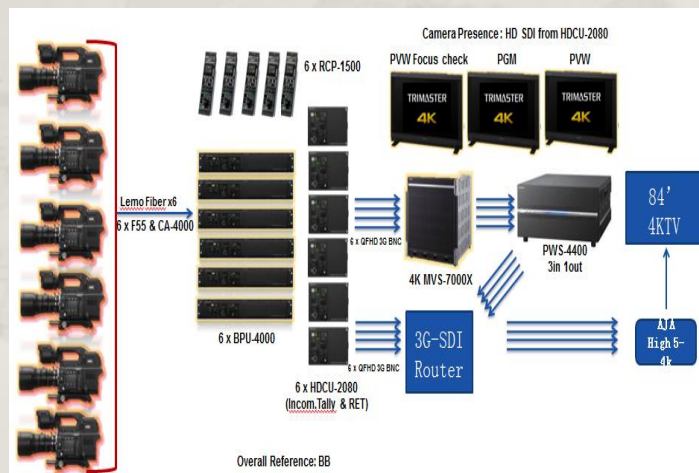 Camera Presence : HD SDI from HDCU-2080
6 x RCP-1500
PVW Focus check
PGM
PVW
TRIMASTER
4K
TRIMASTER
4K
TRIMASTER
4K
Lemo Fiber x6
6 x F55 & CA-4000
6 x QFHD 3G BNC
4K MVS-7000X
PWS-4400
3in 1out
84'
4KTV
6 x BPU-4000
6 x QFHD 3G BNC
3G-SDI
Router
AJA
High 5-
4k
6 x HDCU-2080
(Incom.Tally & RET)
Overall Reference: BB